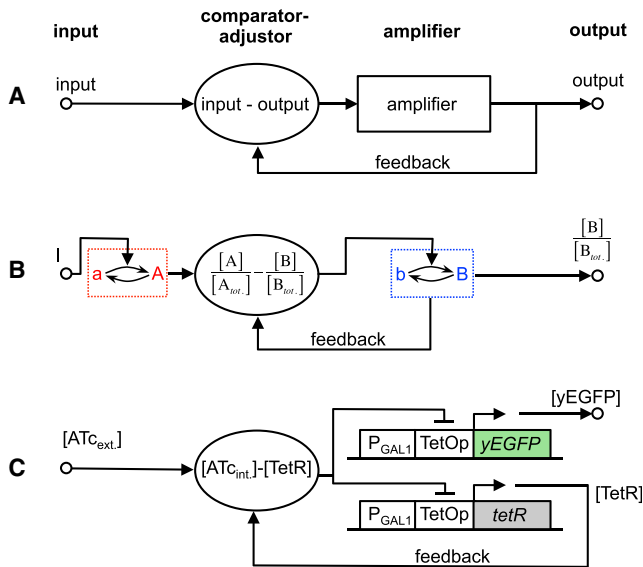 input
comparator-
adjustor
amplifier
output
A
input
input - output
amplifier
output
feedback
B
I
a
A
[A]
[A_tot.]
-
[B]
[B_tot.]
b
B
[B]
[B_tot.]
feedback
C
[ATc_ext.]
[ATc_int.]-[TetR]
P_GAL1 TetOp yEGFP
[yEGFP]
P_GAL1 TetOp tetR
[TetR]
feedback